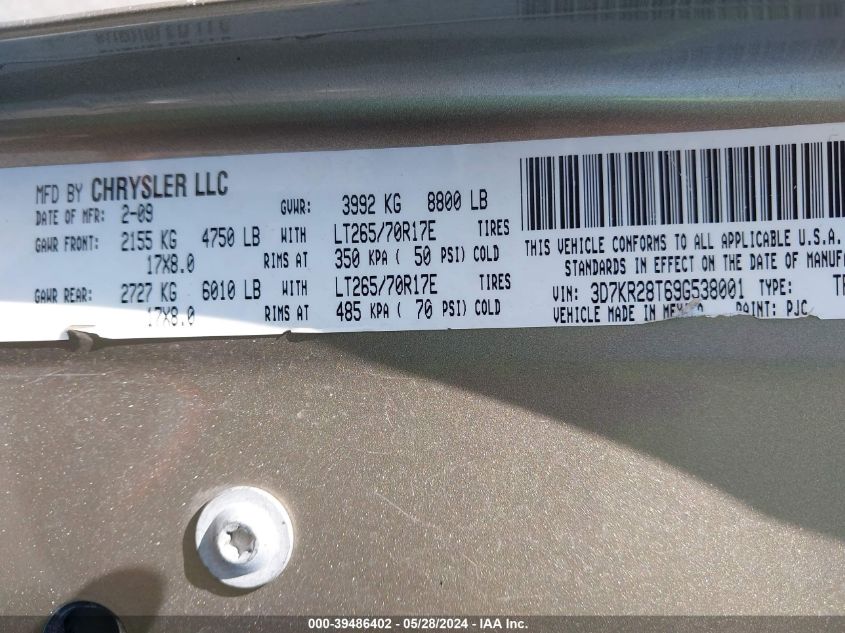 MFD BY CHRYSLER LLC
DATE OF MFR: 2-09 GVWR: 3992 KG 8800 LB
GAWR FRONT: 2155 KG 4750 LB WITH LT265/70R17E TIRES
17X8.0 RIMS AT 350 KPA ( 50 PSI) COLD
GAWR REAR: 2727 KG 6010 LB WITH LT265/70R17E TIRES
17X8.0 RIMS AT 485 KPA ( 70 PSI) COLD
THIS VEHICLE CONFORMS TO ALL APPLICABLE U.S.A.
STANDARDS IN EFFECT ON THE DATE OF MANUF
VIN: 3D7KR28T69G538001 TYPE:
VEHICLE MADE IN MEXICO PAINT: PJC
000-39486402 - 05/28/2024 - IAA Inc.